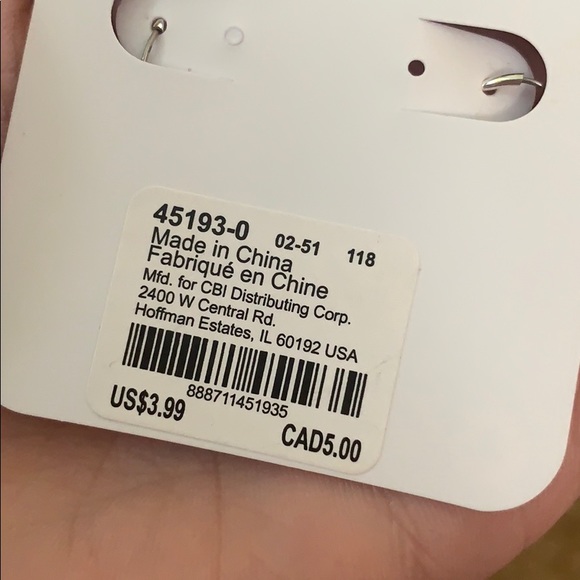 45193-0 02-51 118
Made in China
Fabriqué en Chine
Mfd. for CBI Distributing Corp.
2400 W Central Rd.
Hoffman Estates, IL 60192 USA
888711451935
US$3.99 CAD5.00